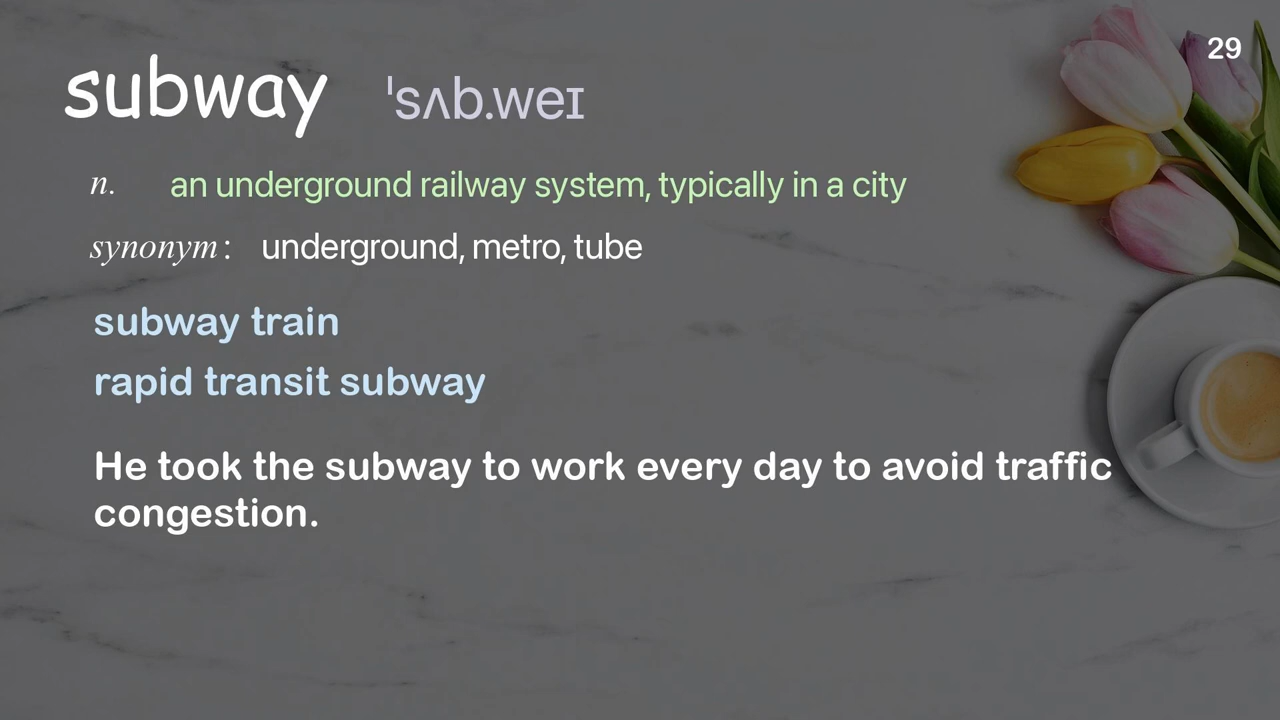 29
subway ˈsʌb.weɪ
n. an underground railway system, typically in a city
synonym: underground, metro, tube
subway train
rapid transit subway
He took the subway to work every day to avoid traffic
congestion.